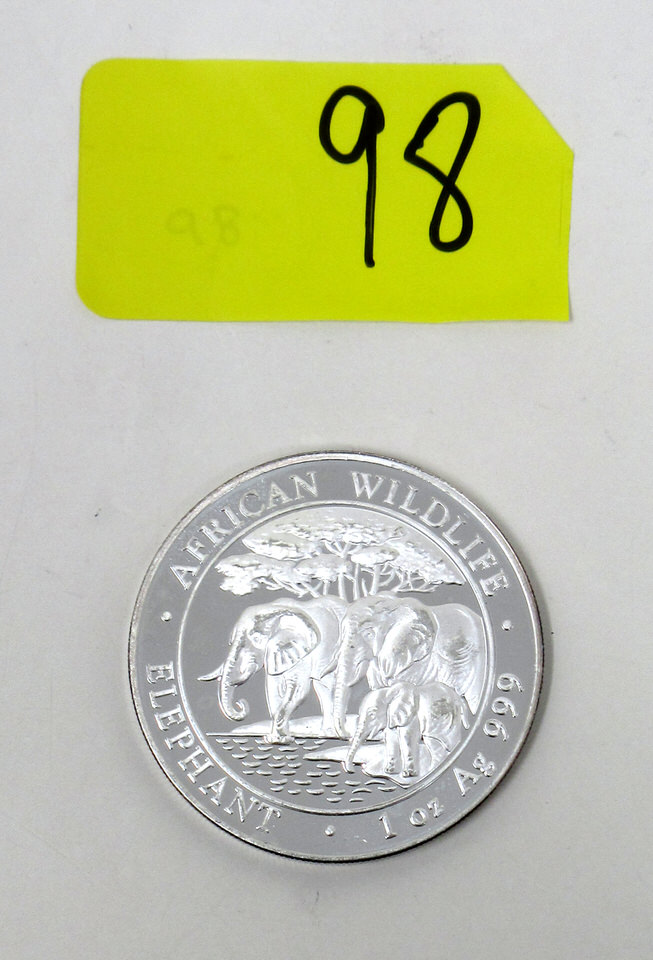 98
98
AFRICAN WILDLIFE
ELEPHANT
1 oz Ag 999